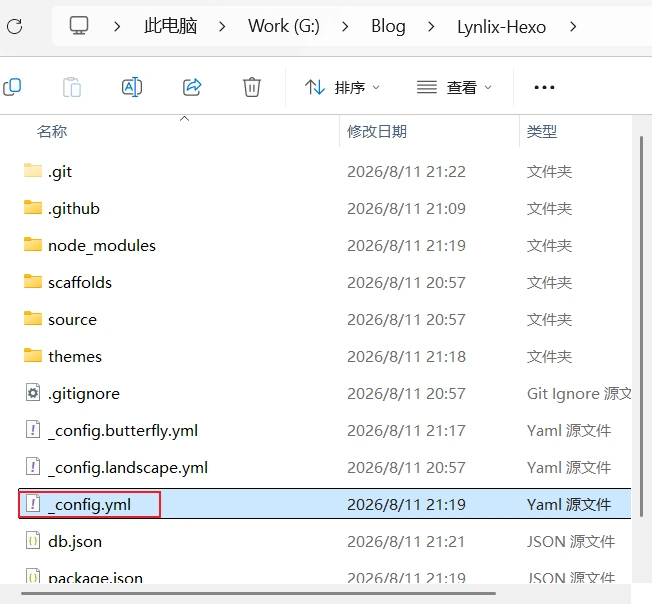 此电脑 > Work (G:) > Blog > Lynlix-Hexo >
排序 查看
名称 修改日期 类型
.git 2026/8/11 21:22 文件夹
.github 2026/8/11 21:09 文件夹
node_modules 2026/8/11 21:19 文件夹
scaffolds 2026/8/11 20:57 文件夹
source 2026/8/11 20:57 文件夹
themes 2026/8/11 21:18 文件夹
.gitignore 2026/8/11 20:57 Git Ignore 源文
_config.butterfly.yml 2026/8/11 21:17 Yaml 源文件
_config.landscape.yml 2026/8/11 20:57 Yaml 源文件
_config.yml 2026/8/11 21:19 Yaml 源文件
db.json 2026/8/11 21:21 JSON 源文件
package.json 2026/8/11 21:19 JSON 源文件